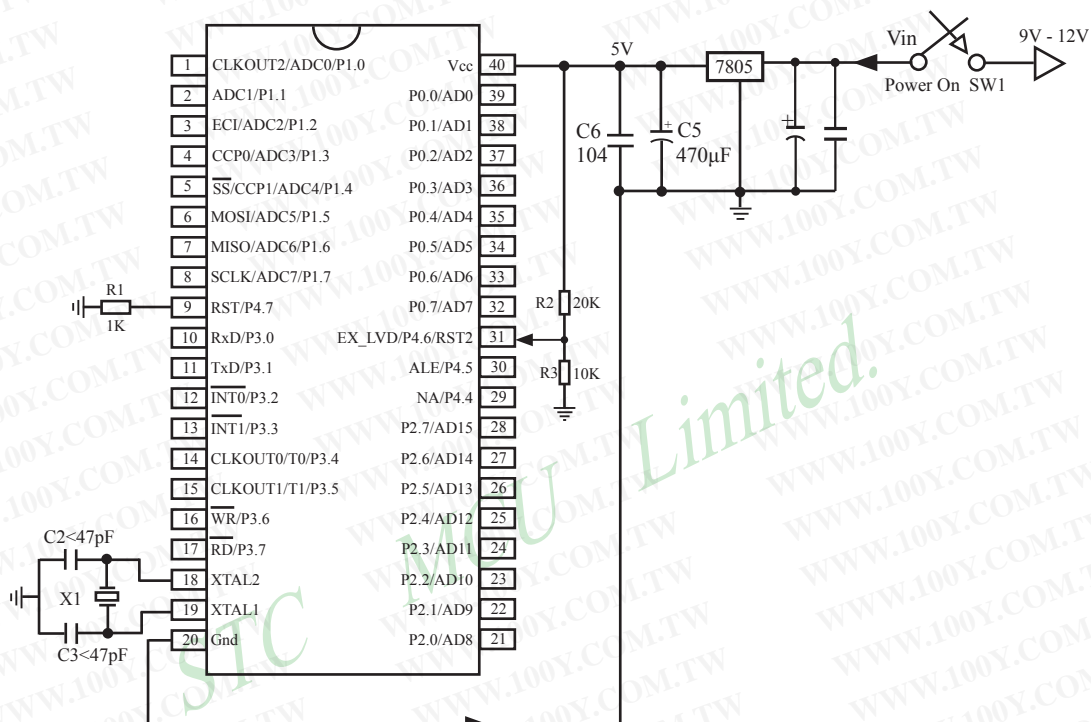 5V
Vin
9V - 12V
7805
Power On SW1
1 CLKOUT2/ADC0/P1.0 Vcc 40
2 ADC1/P1.1 P0.0/AD0 39
3 ECI/ADC2/P1.2 P0.1/AD1 38
4 CCP0/ADC3/P1.3 P0.2/AD2 37
5 SS/CCP1/ADC4/P1.4 P0.3/AD3 36
6 MOSI/ADC5/P1.5 P0.4/AD4 35
7 MISO/ADC6/P1.6 P0.5/AD5 34
8 SCLK/ADC7/P1.7 P0.6/AD6 33
9 RST/P4.7 P0.7/AD7 32
10 RxD/P3.0 EX_LVD/P4.6/RST2 31
11 TxD/P3.1 ALE/P4.5 30
12 INT0/P3.2 NA/P4.4 29
13 INT1/P3.3 P2.7/AD15 28
14 CLKOUT0/T0/P3.4 P2.6/AD14 27
15 CLKOUT1/T1/P3.5 P2.5/AD13 26
16 WR/P3.6 P2.4/AD12 25
17 RD/P3.7 P2.3/AD11 24
18 XTAL2 P2.2/AD10 23
19 XTAL1 P2.1/AD9 22
20 Gnd P2.0/AD8 21
C6
104
+
C5
470μF
+
R1
1K
R2 20K
R3 10K
C2<47pF
X1
C3<47pF
STC MCU Limited.
WWW.100Y.COM.TW